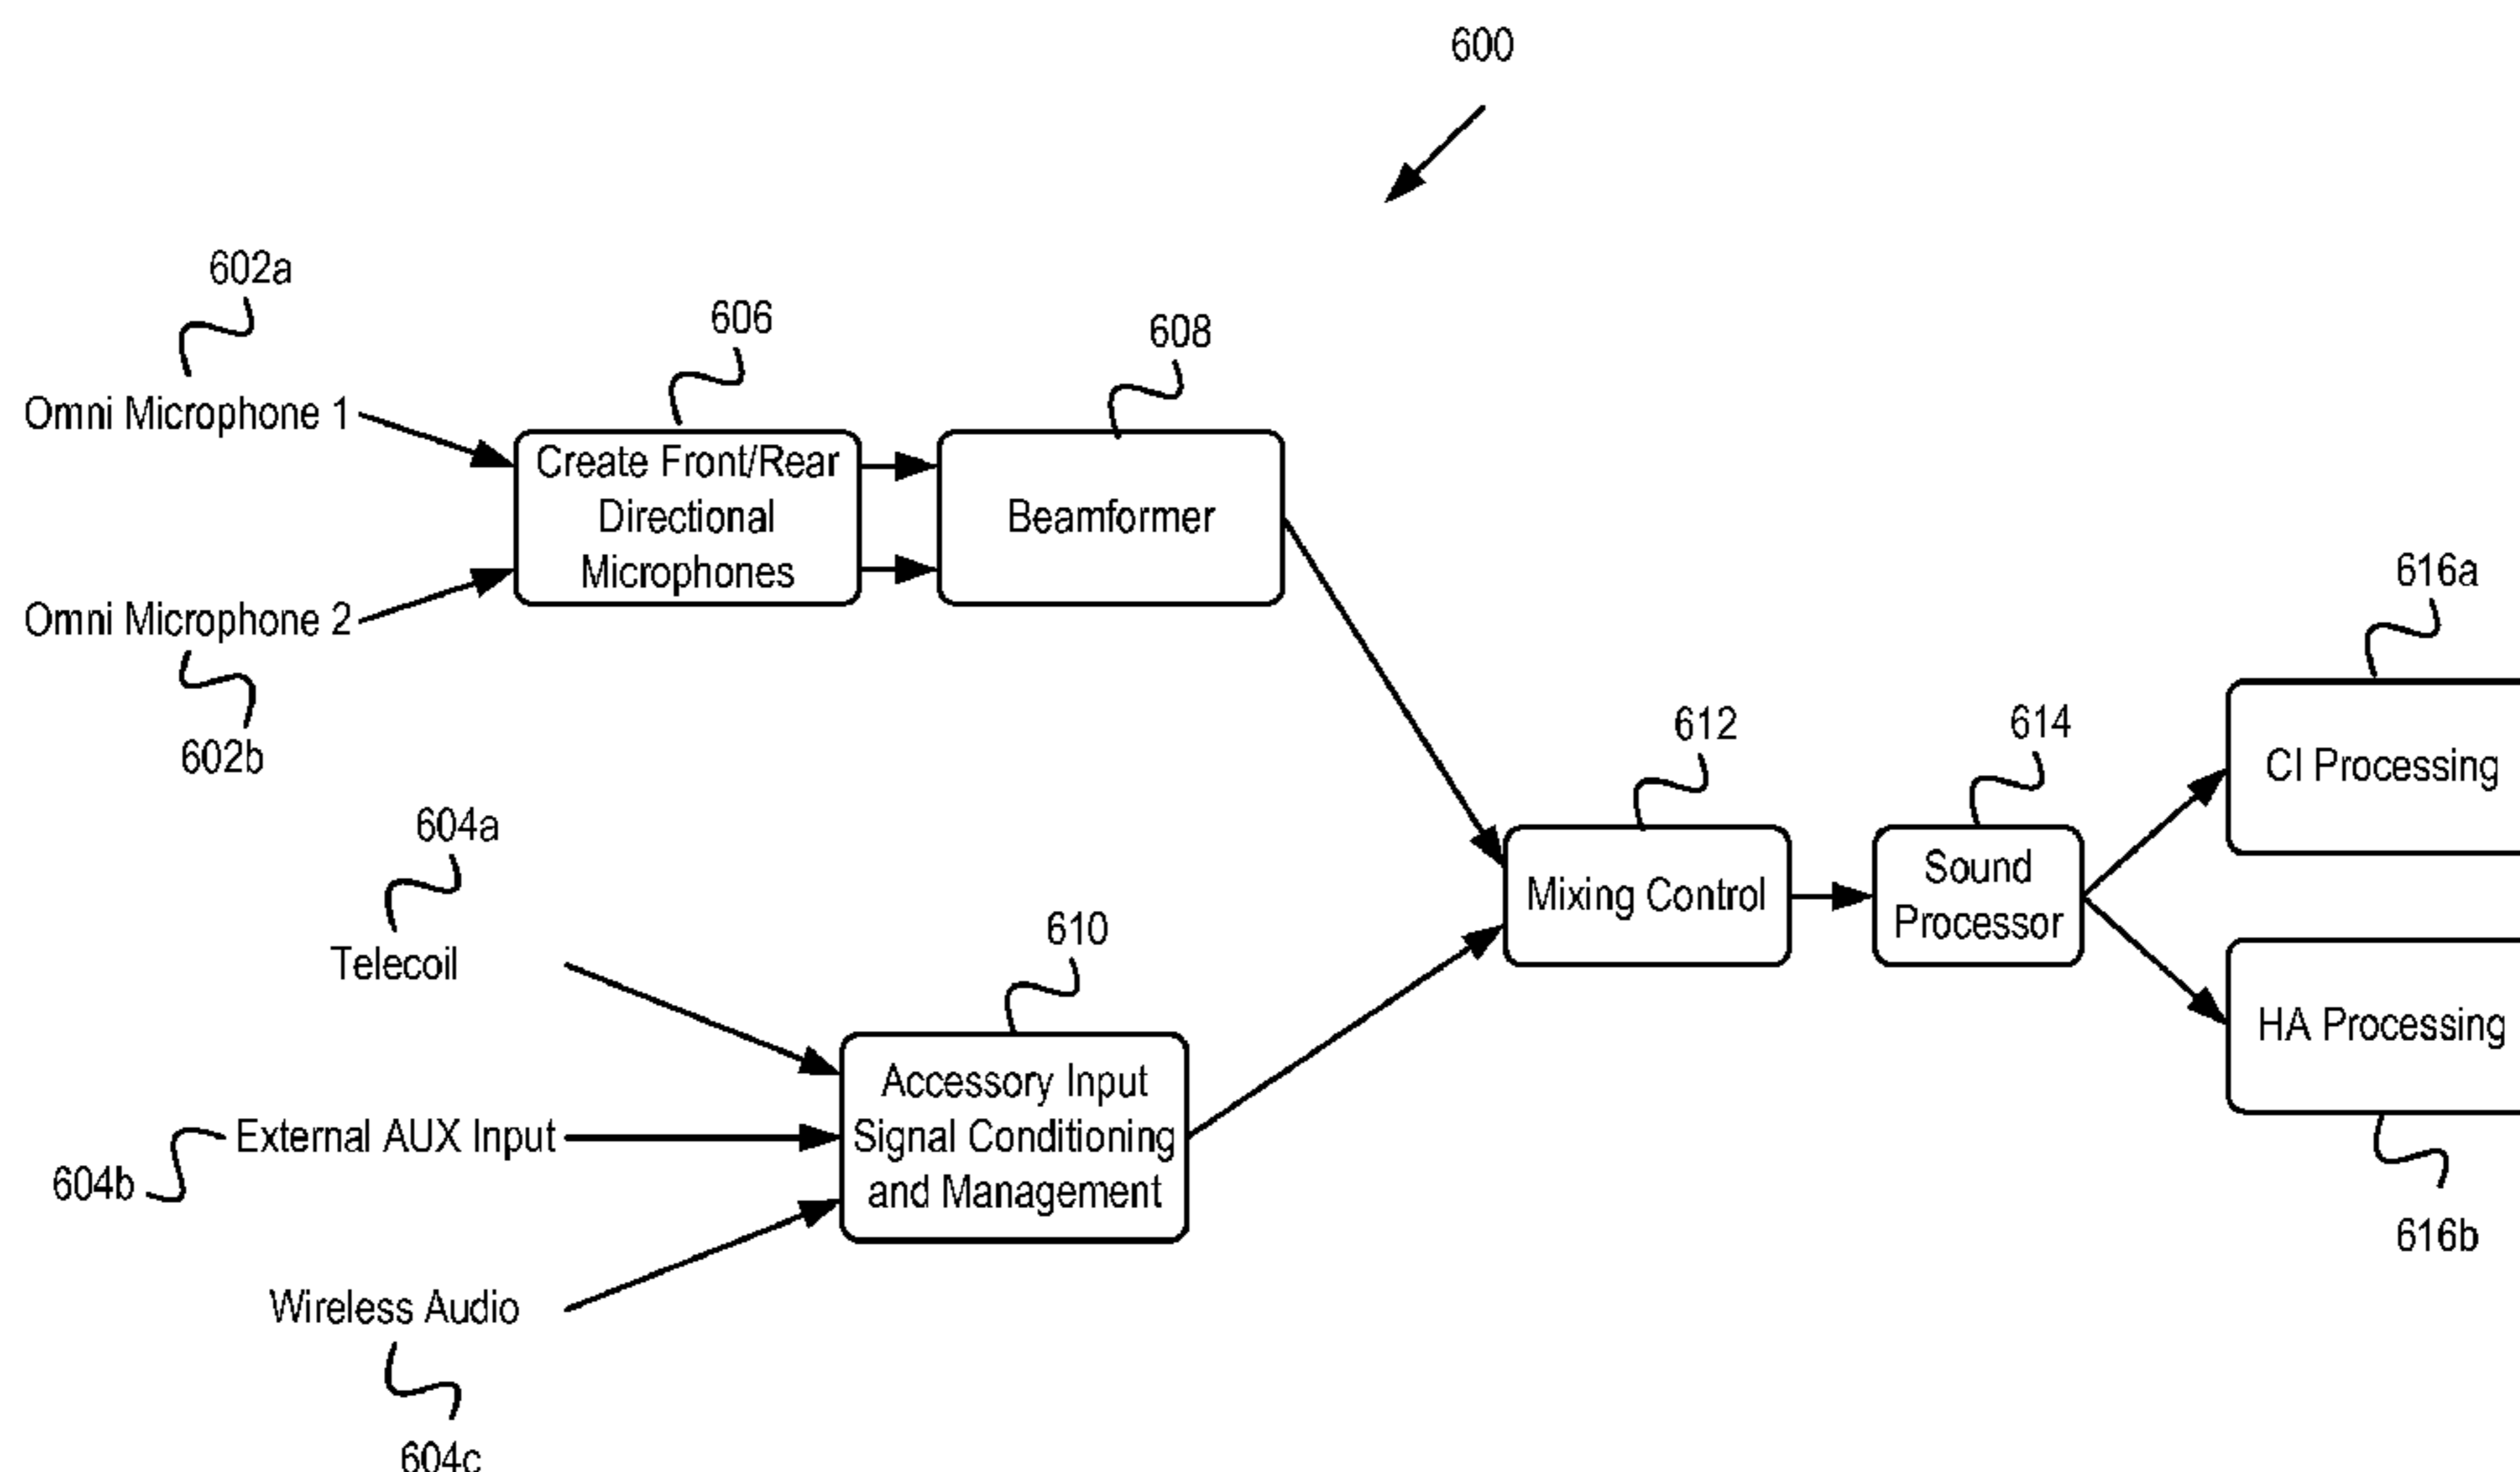 600
602a
606
608
Omni Microphone 1
Create Front/Rear
Directional
Microphones
Beamformer
Omni Microphone 2
602b
616a
CI Processing
612
614
Mixing Control
Sound
Processor
604a
Telecoil
610
604b
External AUX Input
Accessory Input
Signal Conditioning
and Management
HA Processing
616b
Wireless Audio
604c